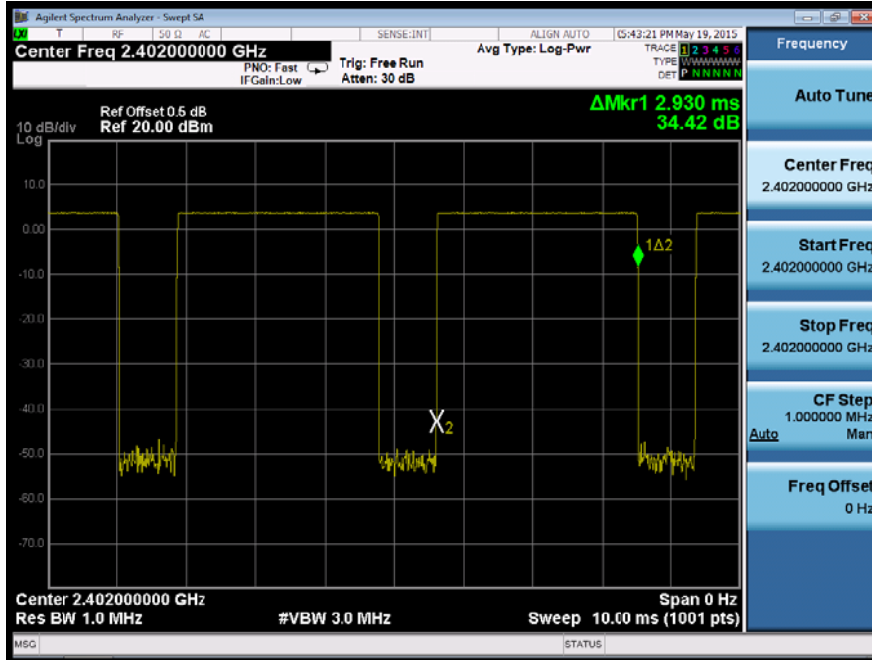 Agilent Spectrum Analyzer - Swept SA
LXI T RF 50 Ω AC SENSE:INT ALIGN AUTO 05:43:21 PM May 19, 2015
Center Freq 2.402000000 GHz
PNO: Fast
IFGain:Low
Trig: Free Run
Atten: 30 dB
Avg Type: Log-Pwr
TRACE 1 2 3 4 5 6
TYPE WWWWWW
DET P N N N N N
ΔMkr1 2.930 ms
34.42 dB
Ref Offset 0.5 dB
10 dB/div Ref 20.00 dBm
Log
10.0
0.00
-10.0
-20.0
-30.0
-40.0
-50.0
-60.0
-70.0
1Δ2
X2
Center 2.402000000 GHz Span 0 Hz
Res BW 1.0 MHz #VBW 3.0 MHz Sweep 10.00 ms (1001 pts)
MSG STATUS
Frequency
Auto Tune
Center Freq
2.402000000 GHz
Start Freq
2.402000000 GHz
Stop Freq
2.402000000 GHz
CF Step
1.000000 MHz
Auto Man
Freq Offset
0 Hz